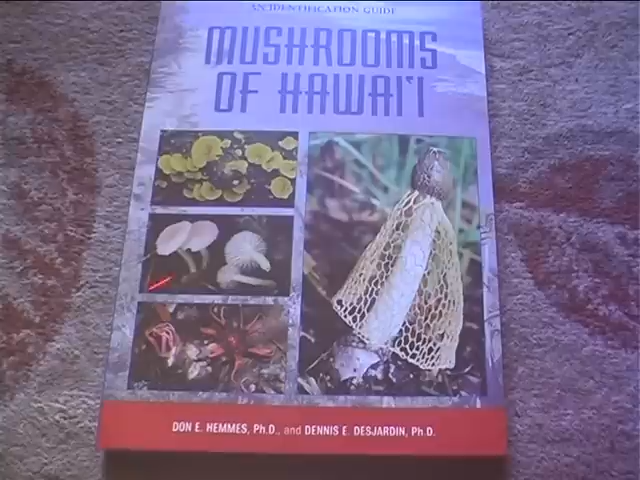 AN IDENTIFICATION GUIDE
MUSHROOMS
OF HAWAI'I
DON E. HEMMES, Ph.D., and DENNIS E. DESJARDIN, Ph.D.